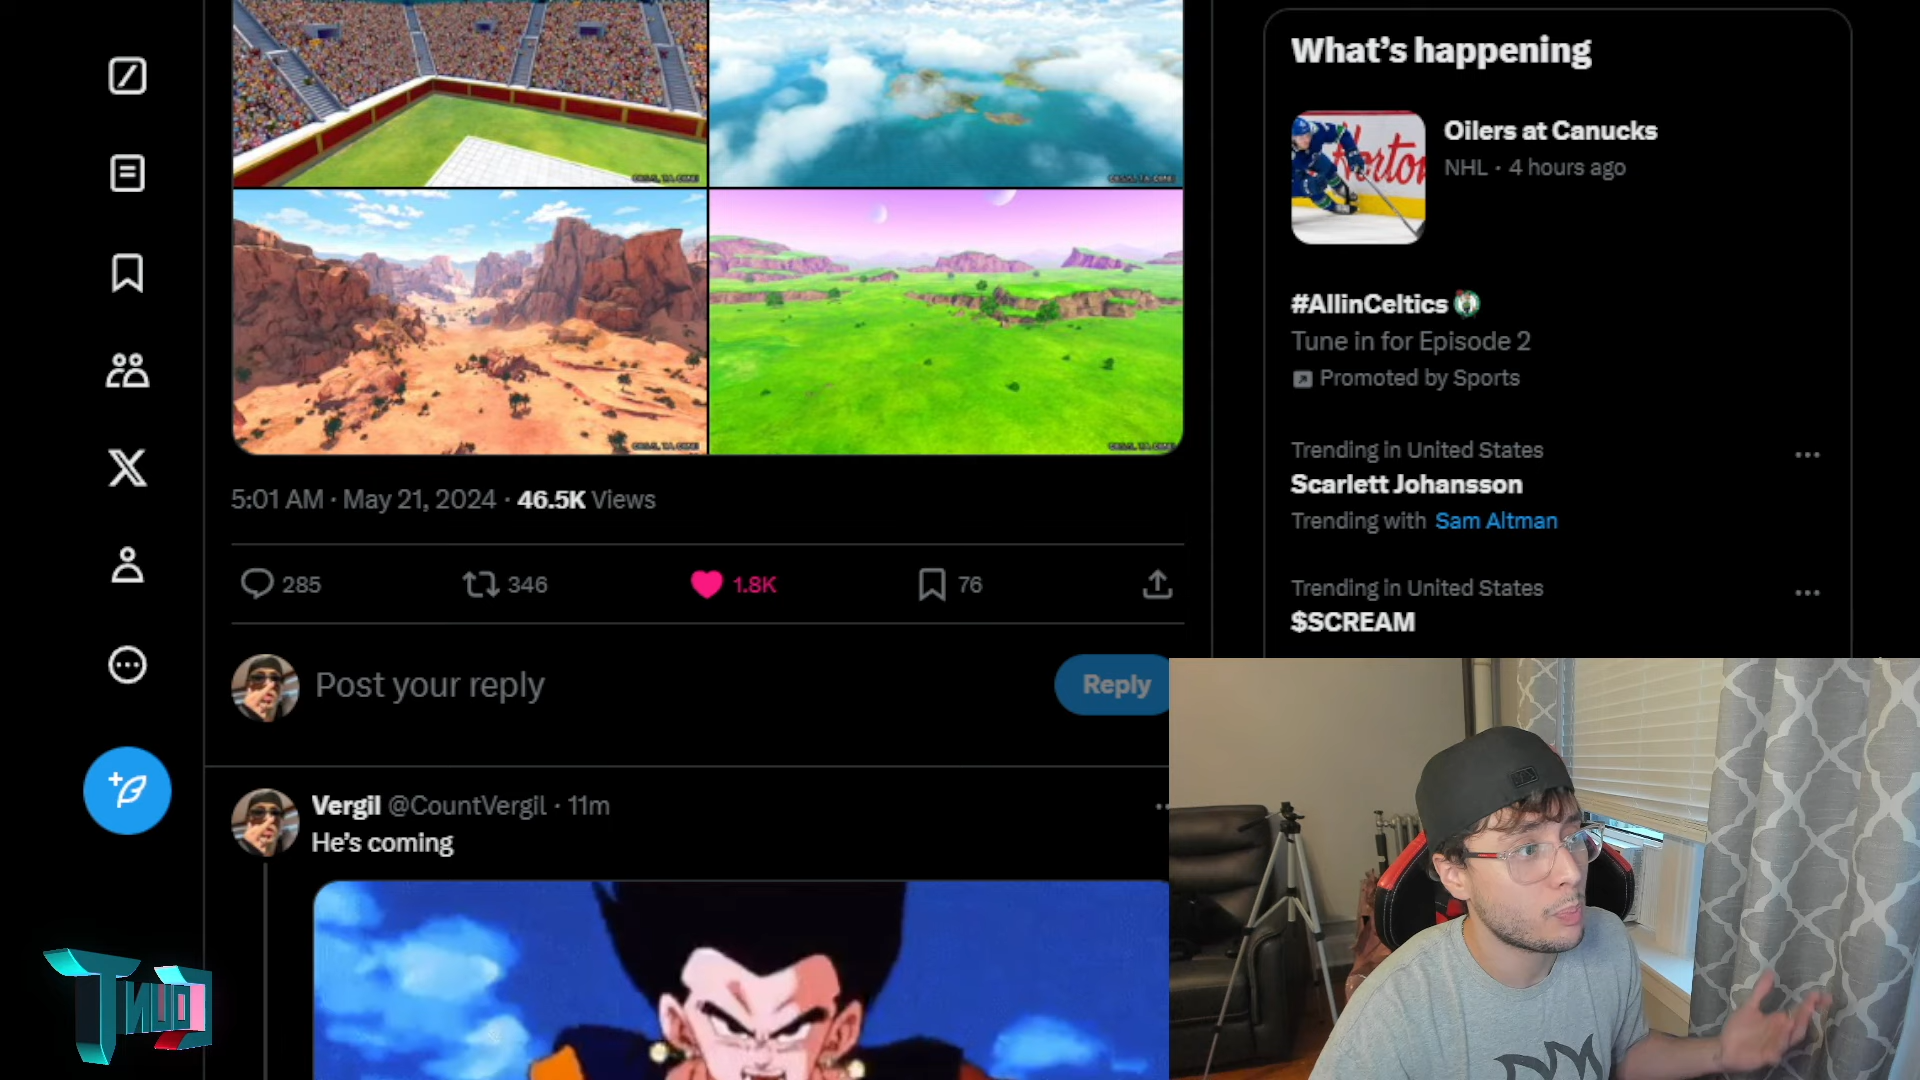 What's happening
Oilers at Canucks
NHL · 4 hours ago
#AllinCeltics
Tune in for Episode 2
Promoted by Sports
Trending in United States
Scarlett Johansson
Trending with Sam Altman
Trending in United States
$SCREAM
5:01 AM · May 21, 2024 · 46.5K Views
285
346
1.8K
76
Post your reply
Reply
Vergil @CountVergil · 11m
He's coming